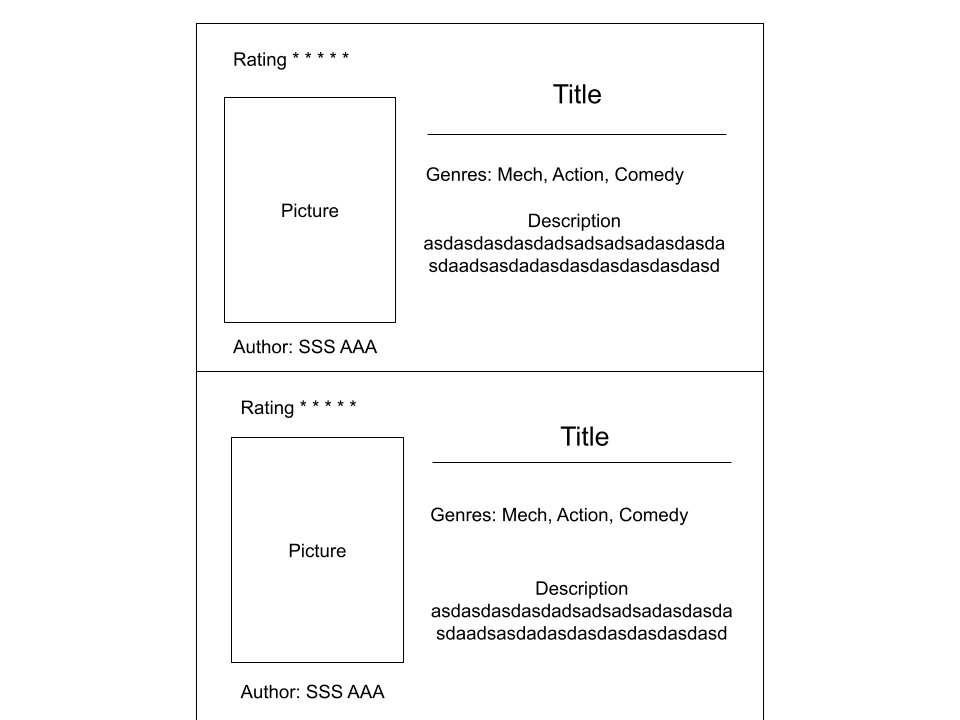 Rating * * * * *
Title
Picture
Genres: Mech, Action, Comedy
Description
asdasdasdasdadsadsadsadasdasda
sdaadsasdadasdasdasdasdasdasd
Author: SSS AAA
Rating * * * * *
Title
Picture
Genres: Mech, Action, Comedy
Description
asdasdasdasdadsadsadsadasdasda
sdaadsasdadasdasdasdasdasdasd
Author: SSS AAA